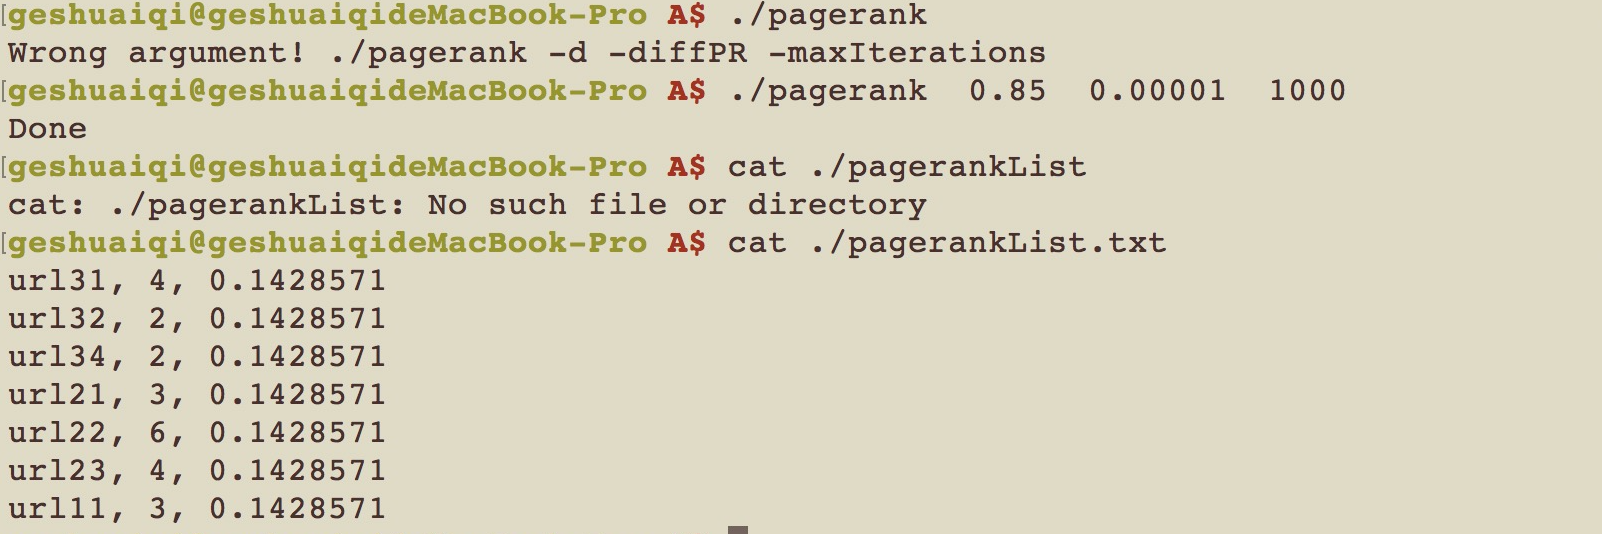 [geshuaiqi@geshuaiqideMacBook-Pro A$ ./pagerank
Wrong argument! ./pagerank -d -diffPR -maxIterations
[geshuaiqi@geshuaiqideMacBook-Pro A$ ./pagerank  0.85  0.00001  1000
Done
[geshuaiqi@geshuaiqideMacBook-Pro A$ cat ./pagerankList
cat: ./pagerankList: No such file or directory
[geshuaiqi@geshuaiqideMacBook-Pro A$ cat ./pagerankList.txt
url31, 4, 0.1428571
url32, 2, 0.1428571
url34, 2, 0.1428571
url21, 3, 0.1428571
url22, 6, 0.1428571
url23, 4, 0.1428571
url11, 3, 0.1428571